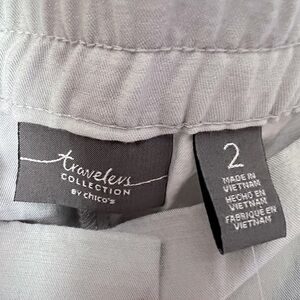 travelers
COLLECTION
BY chico's
2
MADE IN
VIETNAM
HECHO EN
VIETNAM
FABRIQUÉ EN
VIETNAM